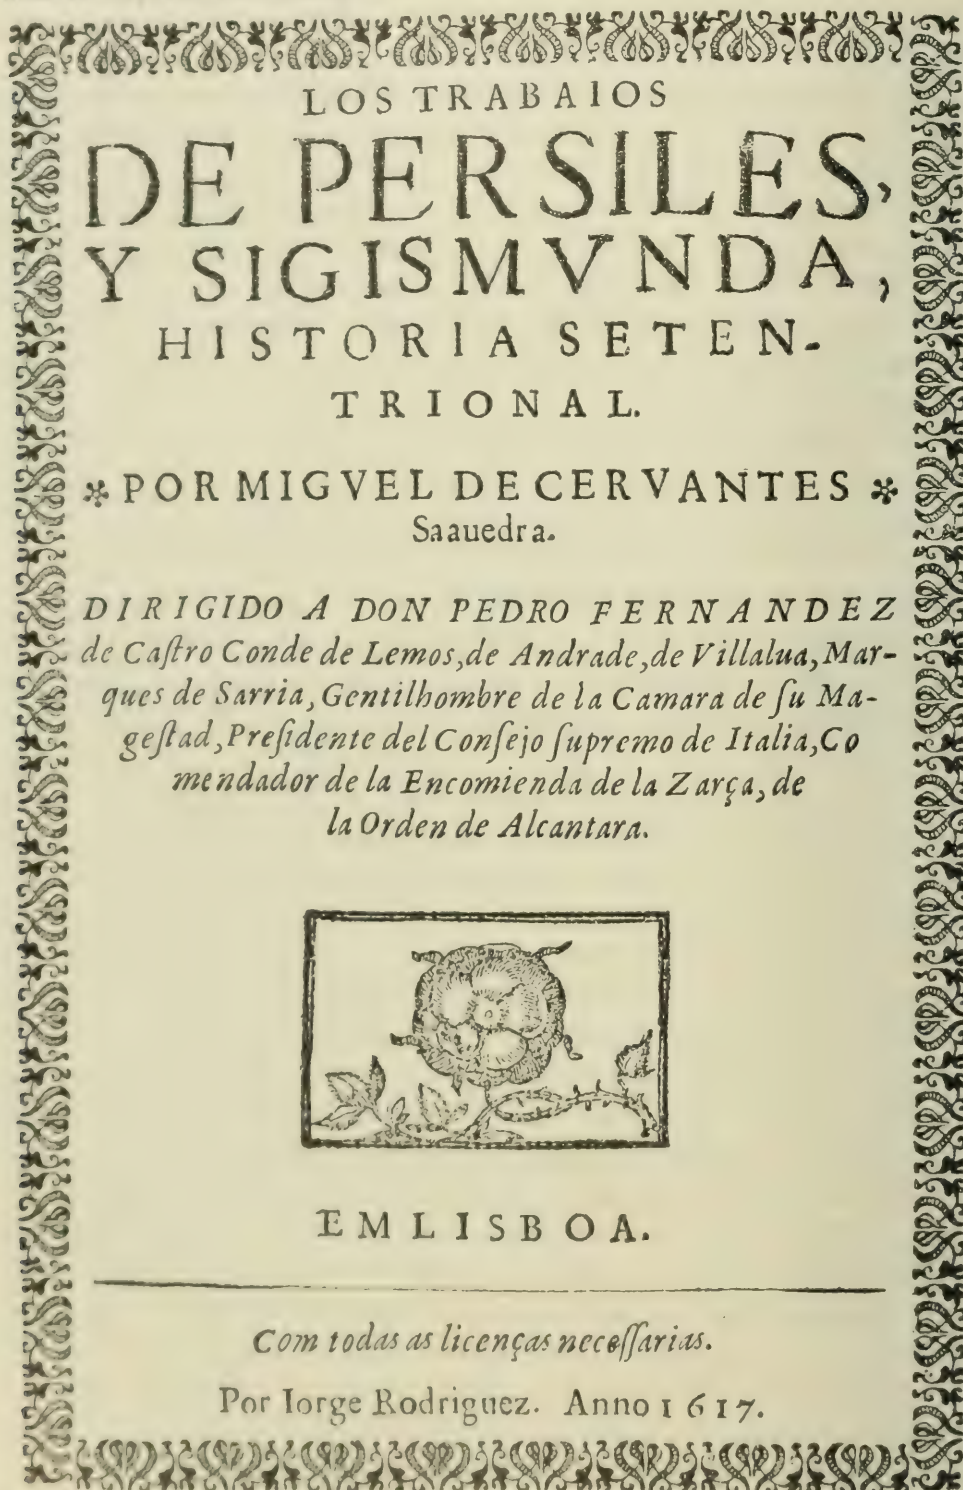 LOS TRABAIOS
DE PERSILES,
Y SIGISMVNDA,
HISTORIA SETEN-
TRIONAL.
* POR MIGVEL DE CERVANTES *
Saauedra.
DIRIGIDO A DON PEDRO FERNANDEZ
de Caſtro Conde de Lemos, de Andrade, de Villalua, Mar-
ques de Sarria, Gentilhombre de la Camara de ſu Ma-
geſtad, Preſidente del Conſejo ſupremo de Italia, Co
mendador de la Encomienda de la Zarça, de
la Orden de Alcantara.
EM LISBOA.
Com todas as licenças neceſſarias.
Por Iorge Rodriguez. Anno 1617.